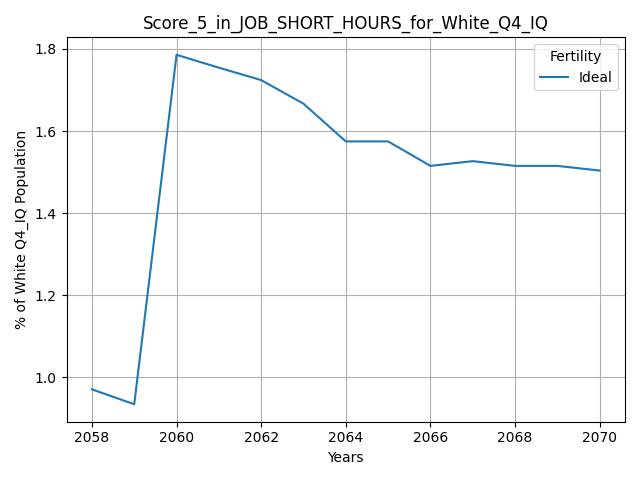 Score_5_in_JOB_SHORT_HOURS_for_White_Q4_IQ
Fertility
Ideal
% of White Q4_IQ Population
1.8
1.6
1.4
1.2
1.0
2058 2060 2062 2064 2066 2068 2070
Years